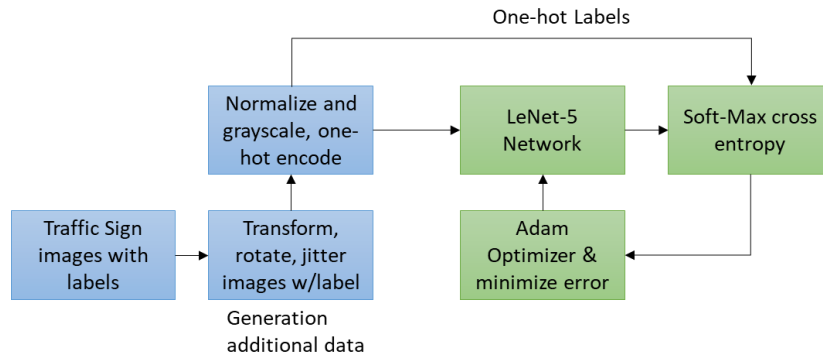 One-hot Labels
Normalize and
grayscale, one-
hot encode
LeNet-5
Network
Soft-Max cross
entropy
Traffic Sign
images with
labels
Transform,
rotate, jitter
images w/label
Adam
Optimizer &
minimize error
Generation
additional data